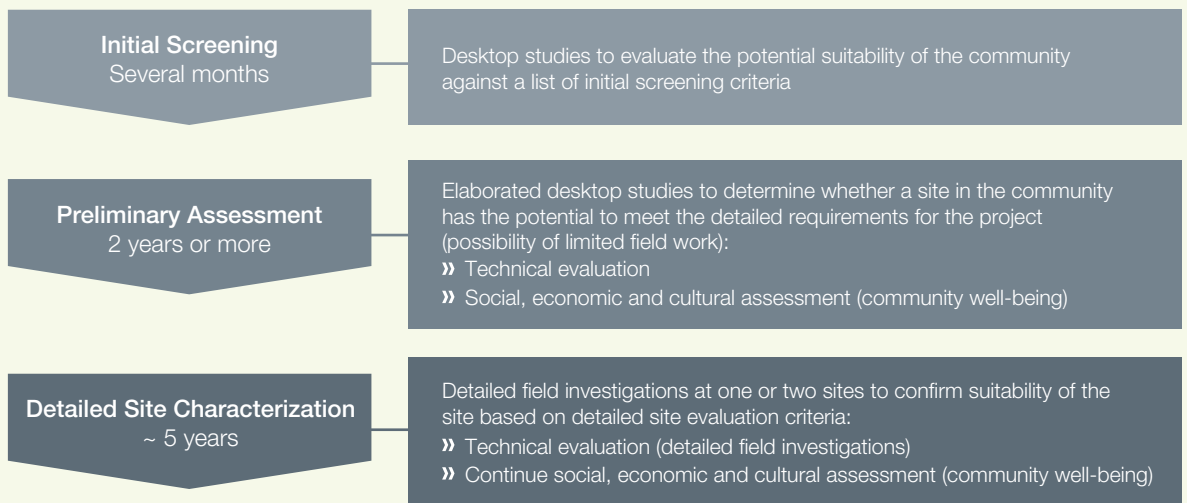 Initial Screening
Several months
Desktop studies to evaluate the potential suitability of the community
against a list of initial screening criteria
Preliminary Assessment
2 years or more
Elaborated desktop studies to determine whether a site in the community
has the potential to meet the detailed requirements for the project
(possibility of limited field work):
» Technical evaluation
» Social, economic and cultural assessment (community well-being)
Detailed Site Characterization
~ 5 years
Detailed field investigations at one or two sites to confirm suitability of the
site based on detailed site evaluation criteria:
» Technical evaluation (detailed field investigations)
» Continue social, economic and cultural assessment (community well-being)